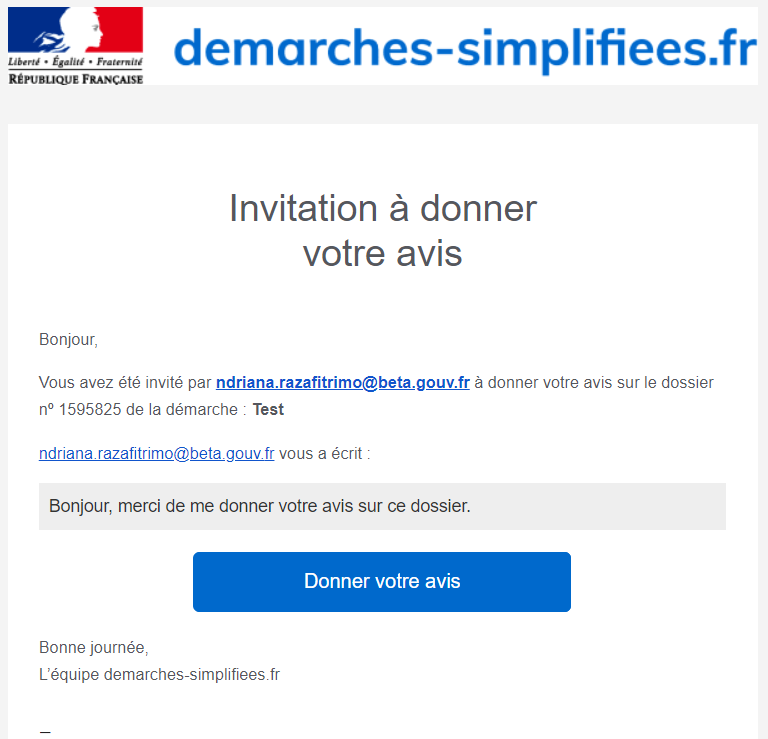 Liberté • Égalité • Fraternité
RÉPUBLIQUE FRANÇAISE
demarches-simplifiees.fr
Invitation à donner
votre avis
Bonjour,
Vous avez été invité par ndriana.razafitrimo@beta.gouv.fr à donner votre avis sur le dossier
nº 1595825 de la démarche : Test
ndriana.razafitrimo@beta.gouv.fr vous a écrit :
Bonjour, merci de me donner votre avis sur ce dossier.
Donner votre avis
Bonne journée,
L'équipe demarches-simplifiees.fr
—